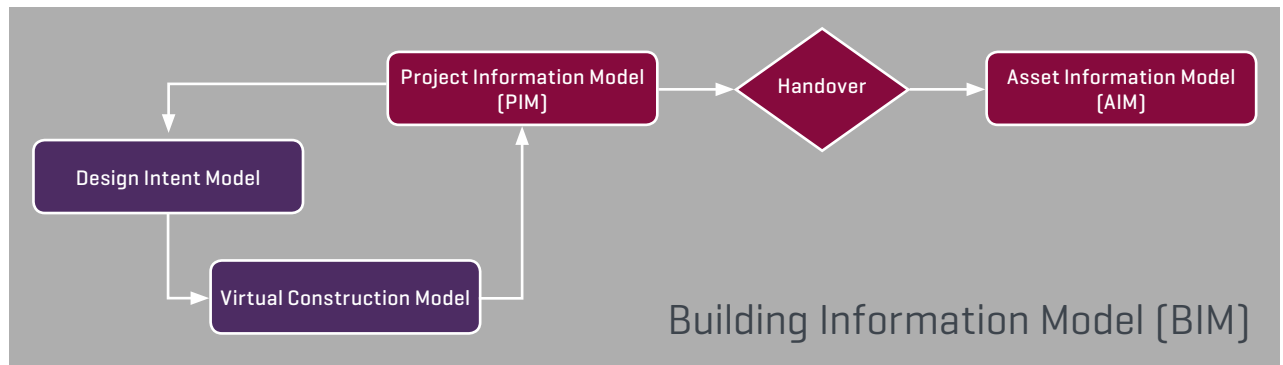 Project Information Model
(PIM)
Handover
Asset Information Model
(AIM)
Design Intent Model
Virtual Construction Model
Building Information Model (BIM)